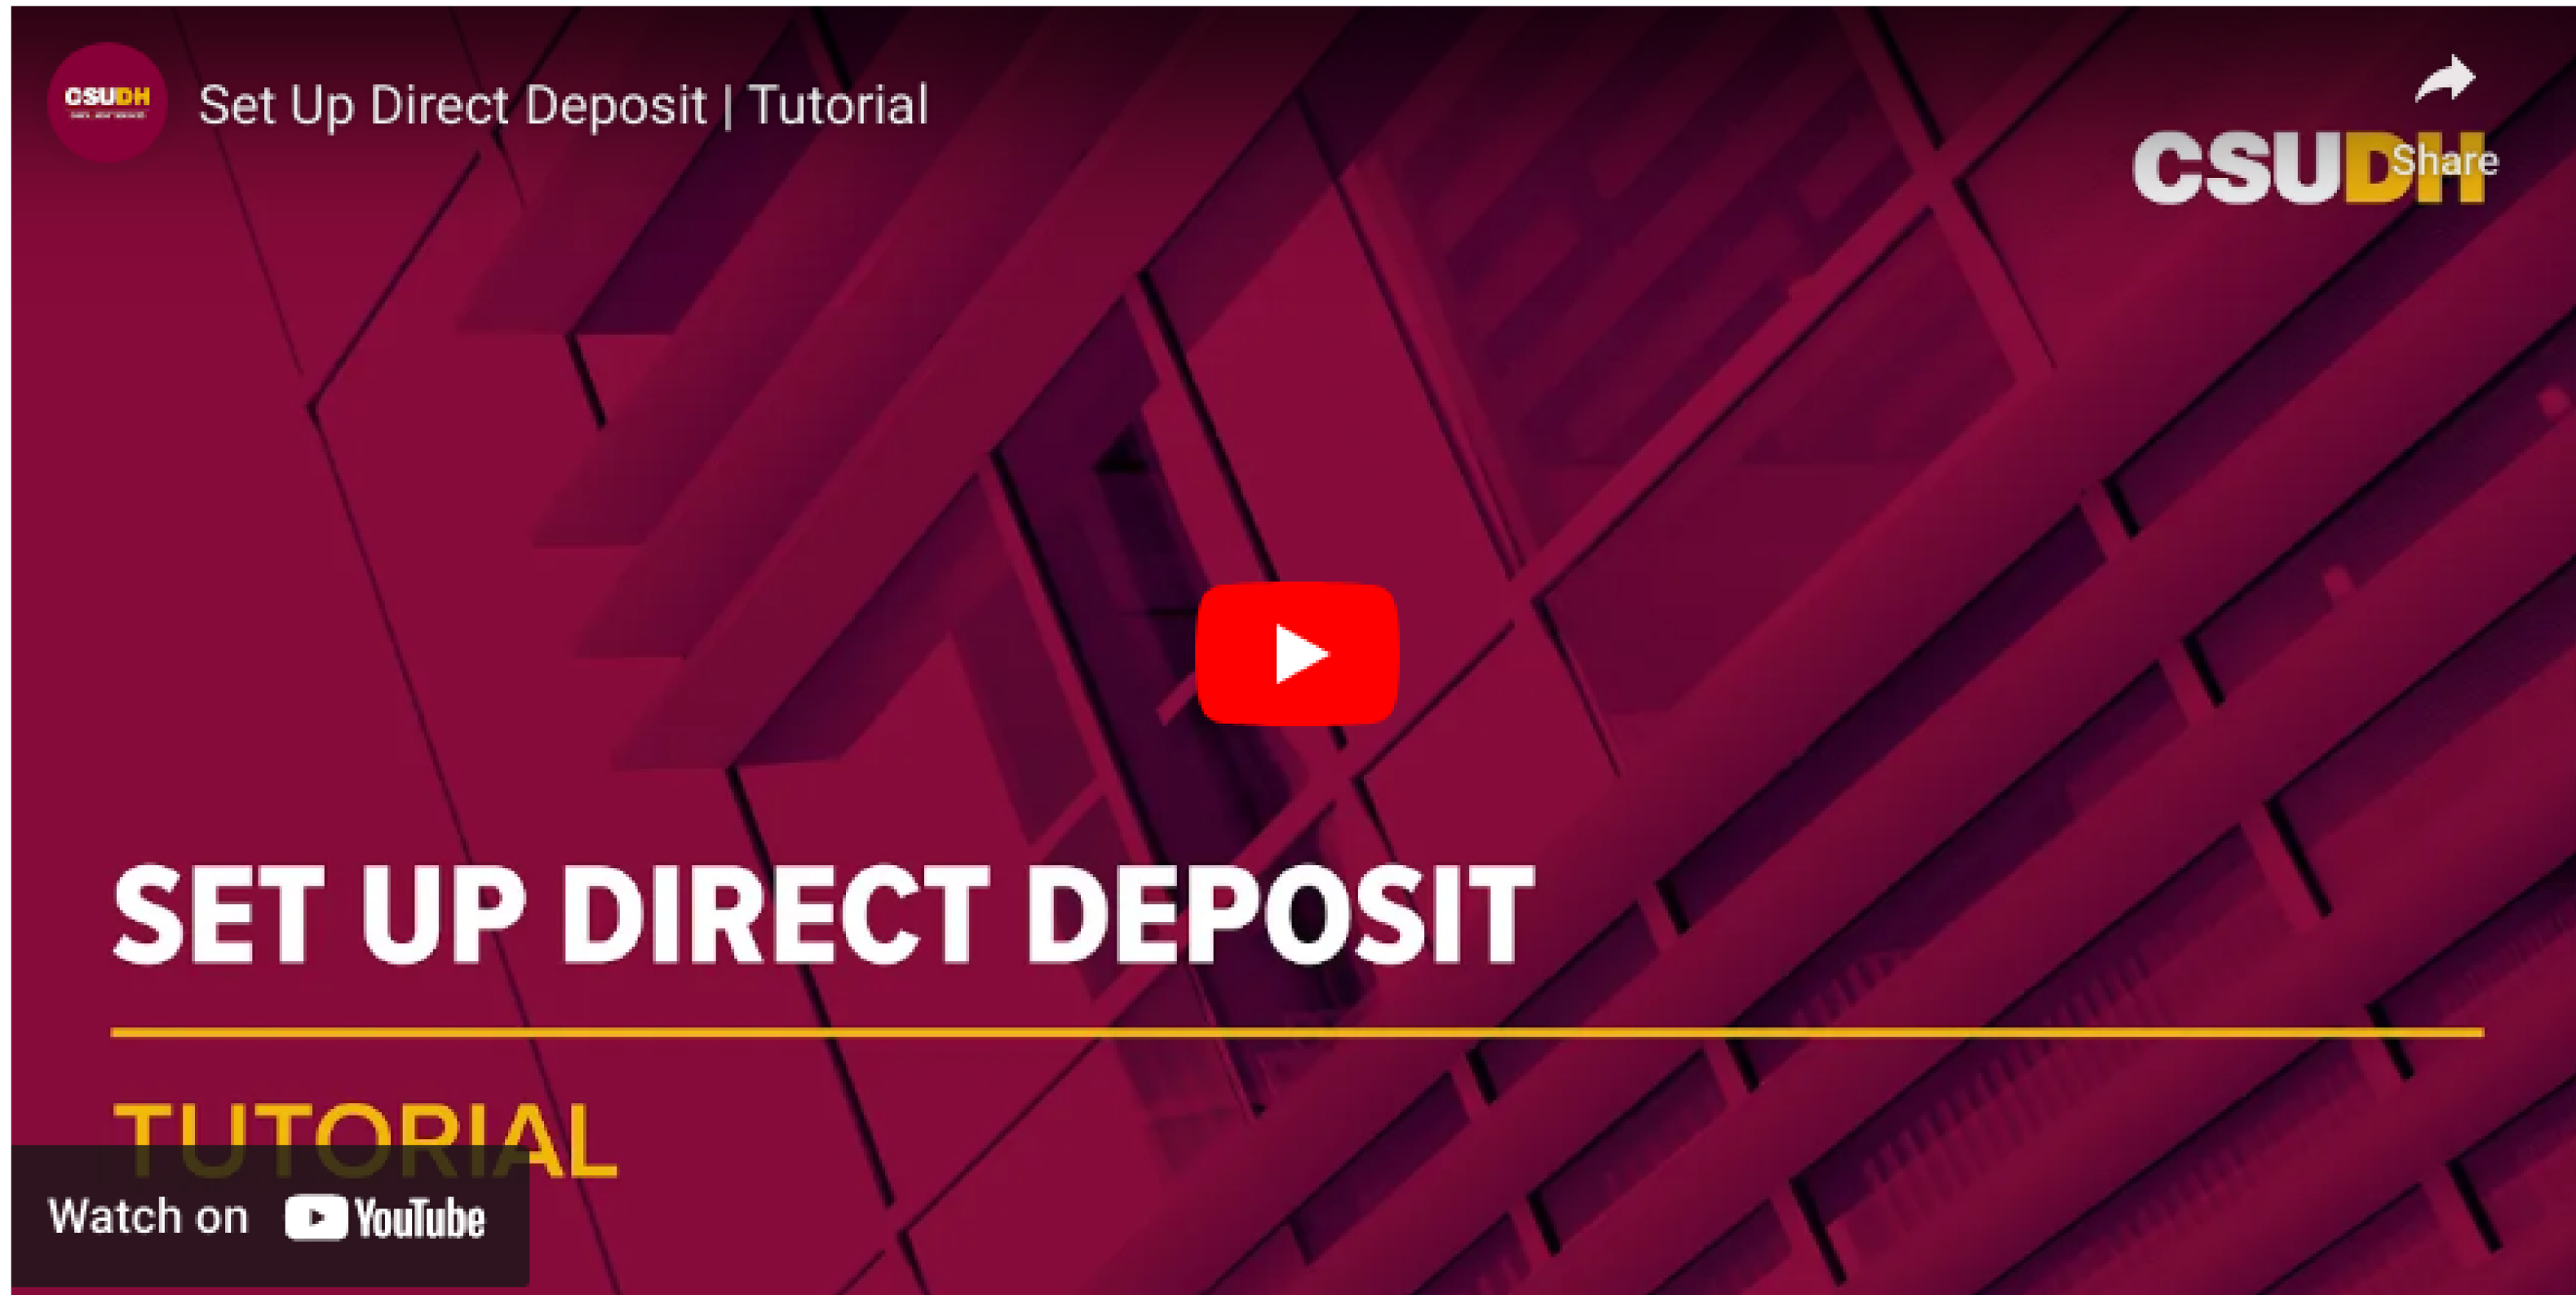 CSUDH
Set Up Direct Deposit | Tutorial
CSUDH
Share
SET UP DIRECT DEPOSIT
TUTORIAL
Watch on YouTube